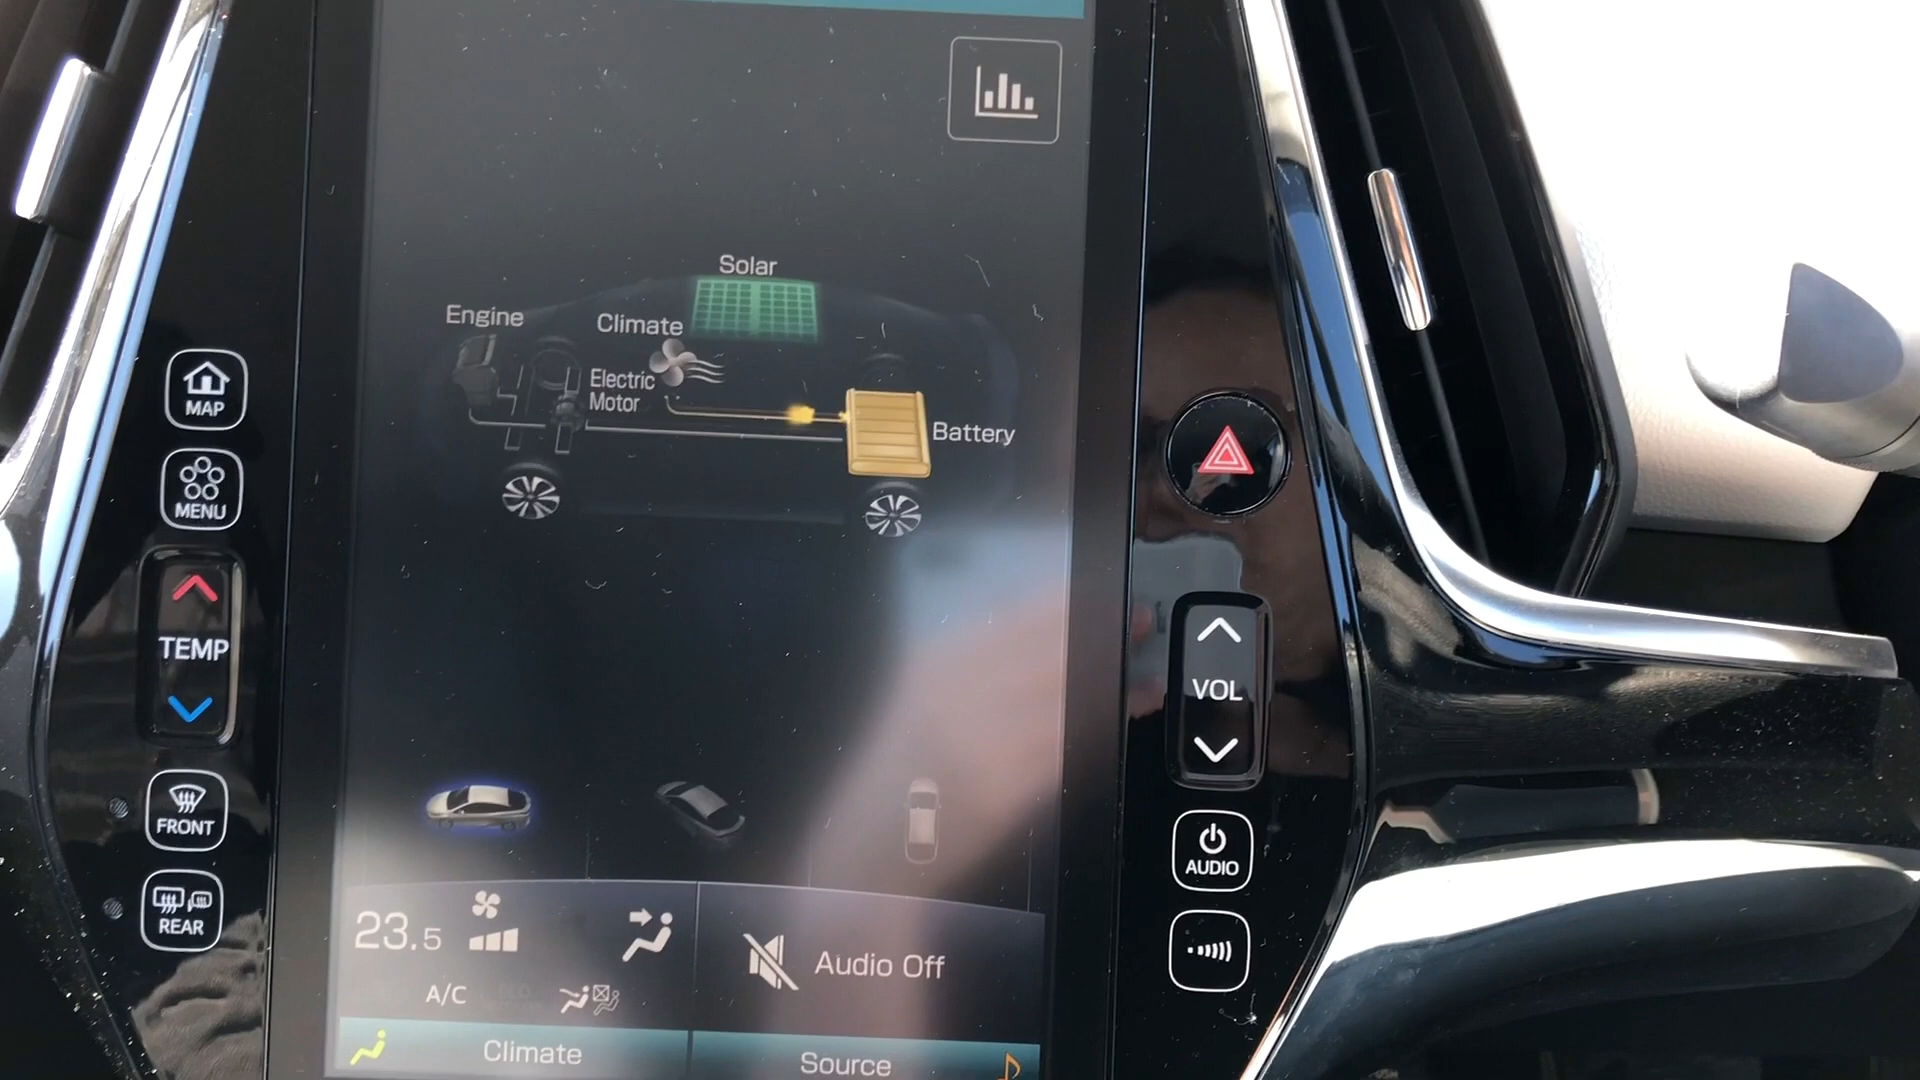 Solar
Engine
Climate
Electric
Motor
Battery
MAP
MENU
TEMP
VOL
FRONT
AUDIO
REAR
23.5
A/C
Audio Off
Climate
Source